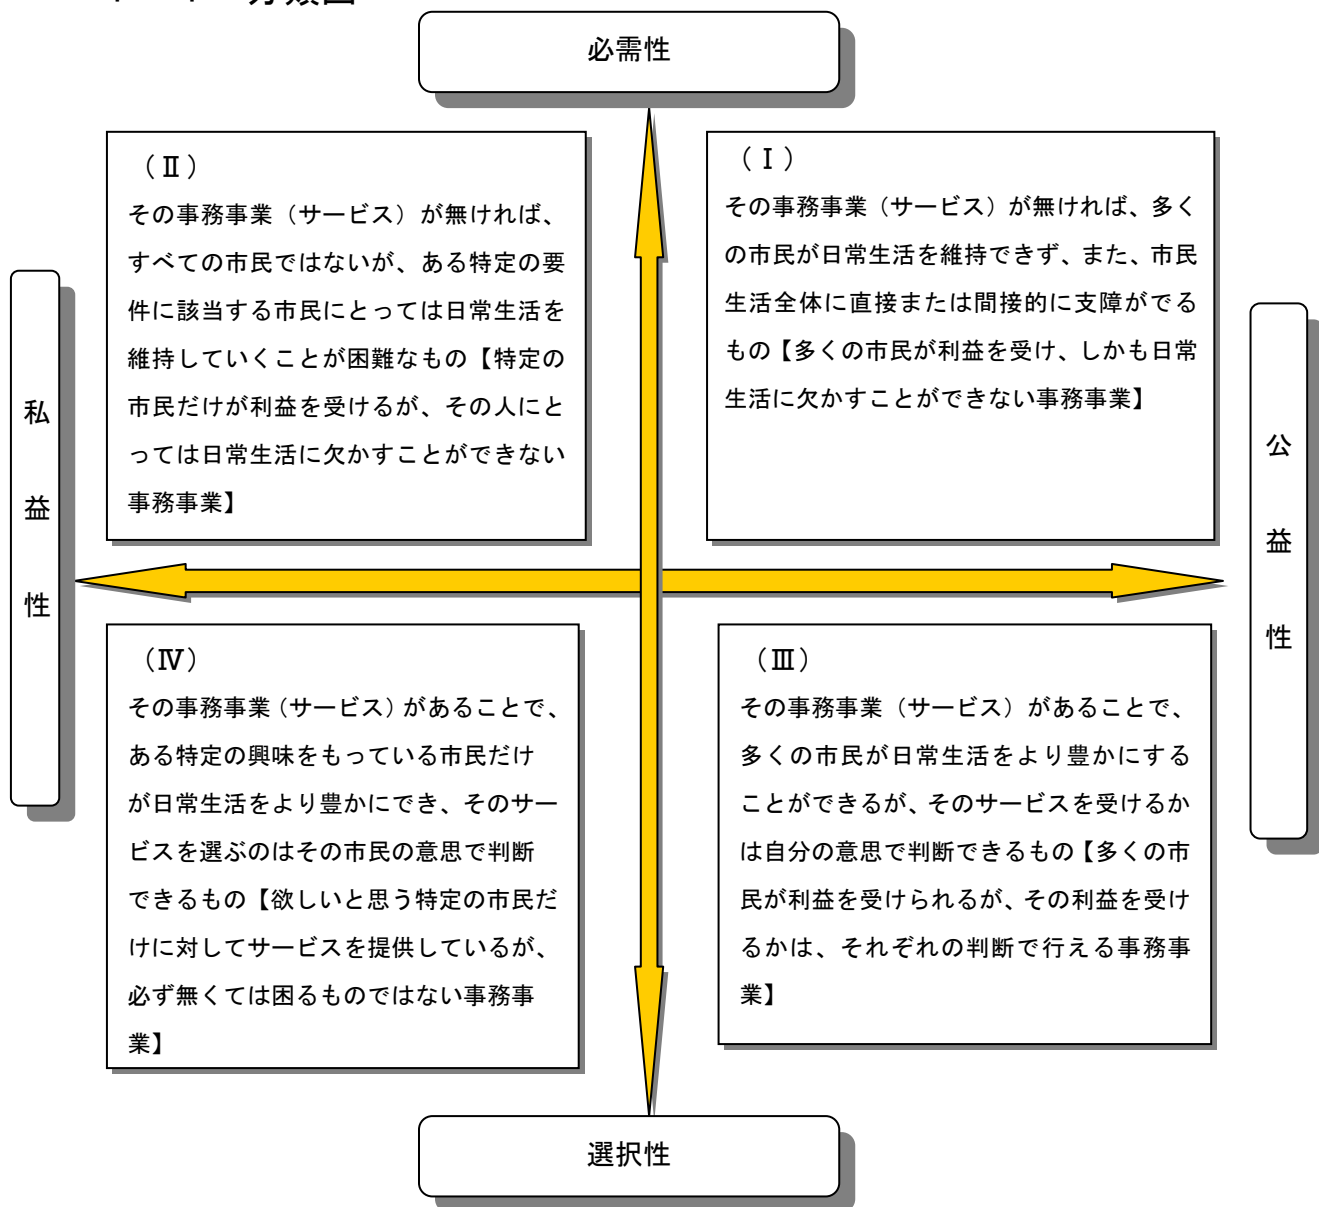 必需性
（Ⅱ）
その事務事業（サービス）が無ければ、
すべての市民ではないが、ある特定の要
件に該当する市民にとっては日常生活を
維持していくことが困難なもの【特定の
市民だけが利益を受けるが、その人にと
っては日常生活に欠かすことができない
事務事業】
（Ⅰ）
その事務事業（サービス）が無ければ、多く
の市民が日常生活を維持できず、また、市民
生活全体に直接または間接的に支障がでる
もの【多くの市民が利益を受け、しかも日常
生活に欠かすことができない事務事業】
私益性
公益性
（Ⅳ）
その事務事業（サービス）があることで、
ある特定の興味をもっている市民だけ
が日常生活をより豊かにでき、そのサー
ビスを選ぶのはその市民の意思で判断
できるもの【欲しいと思う特定の市民だ
けに対してサービスを提供しているが、
必ず無くては困るものではない事務事
業】
（Ⅲ）
その事務事業（サービス）があることで、
多くの市民が日常生活をより豊かにする
ことができるが、そのサービスを受けるか
は自分の意思で判断できるもの【多くの市
民が利益を受けられるが、その利益を受け
るかは、それぞれの判断で行える事務事
業】
選択性